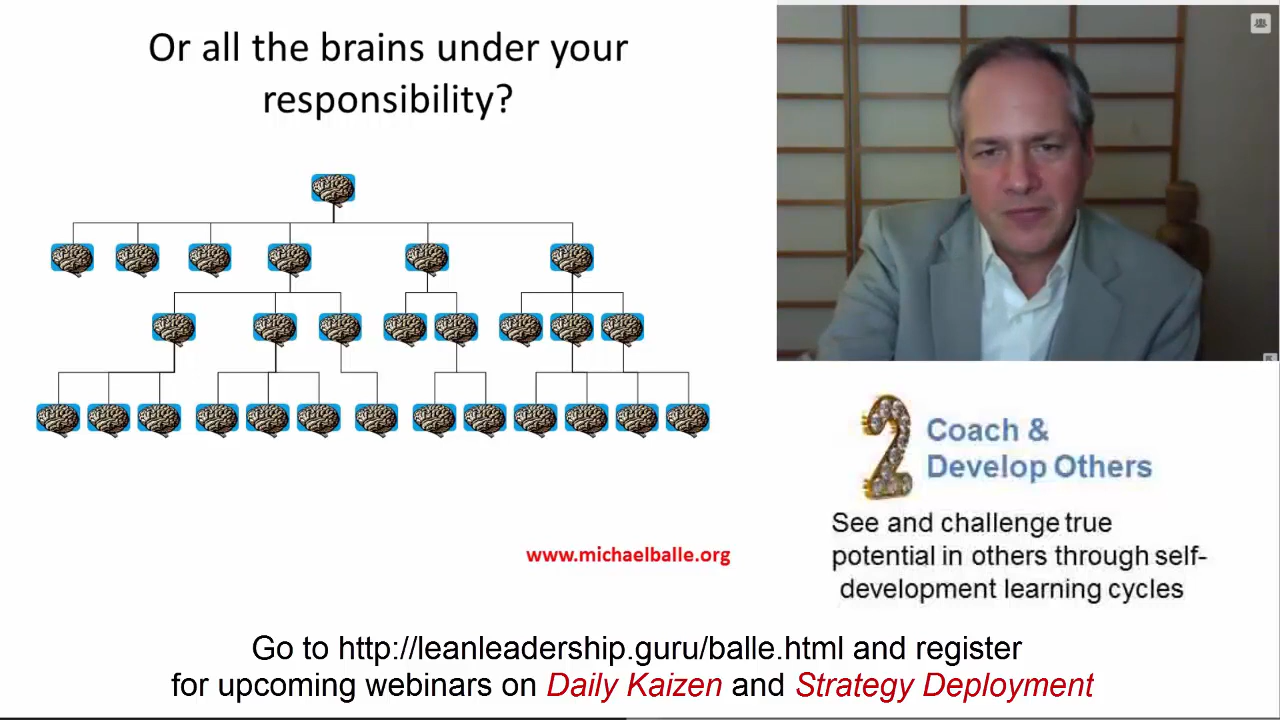 Or all the brains under your
responsibility?
www.michaelballe.org
2 Coach &
Develop Others
See and challenge true
potential in others through self-
development learning cycles
Go to http://leanleadership.guru/balle.html and register
for upcoming webinars on Daily Kaizen and Strategy Deployment